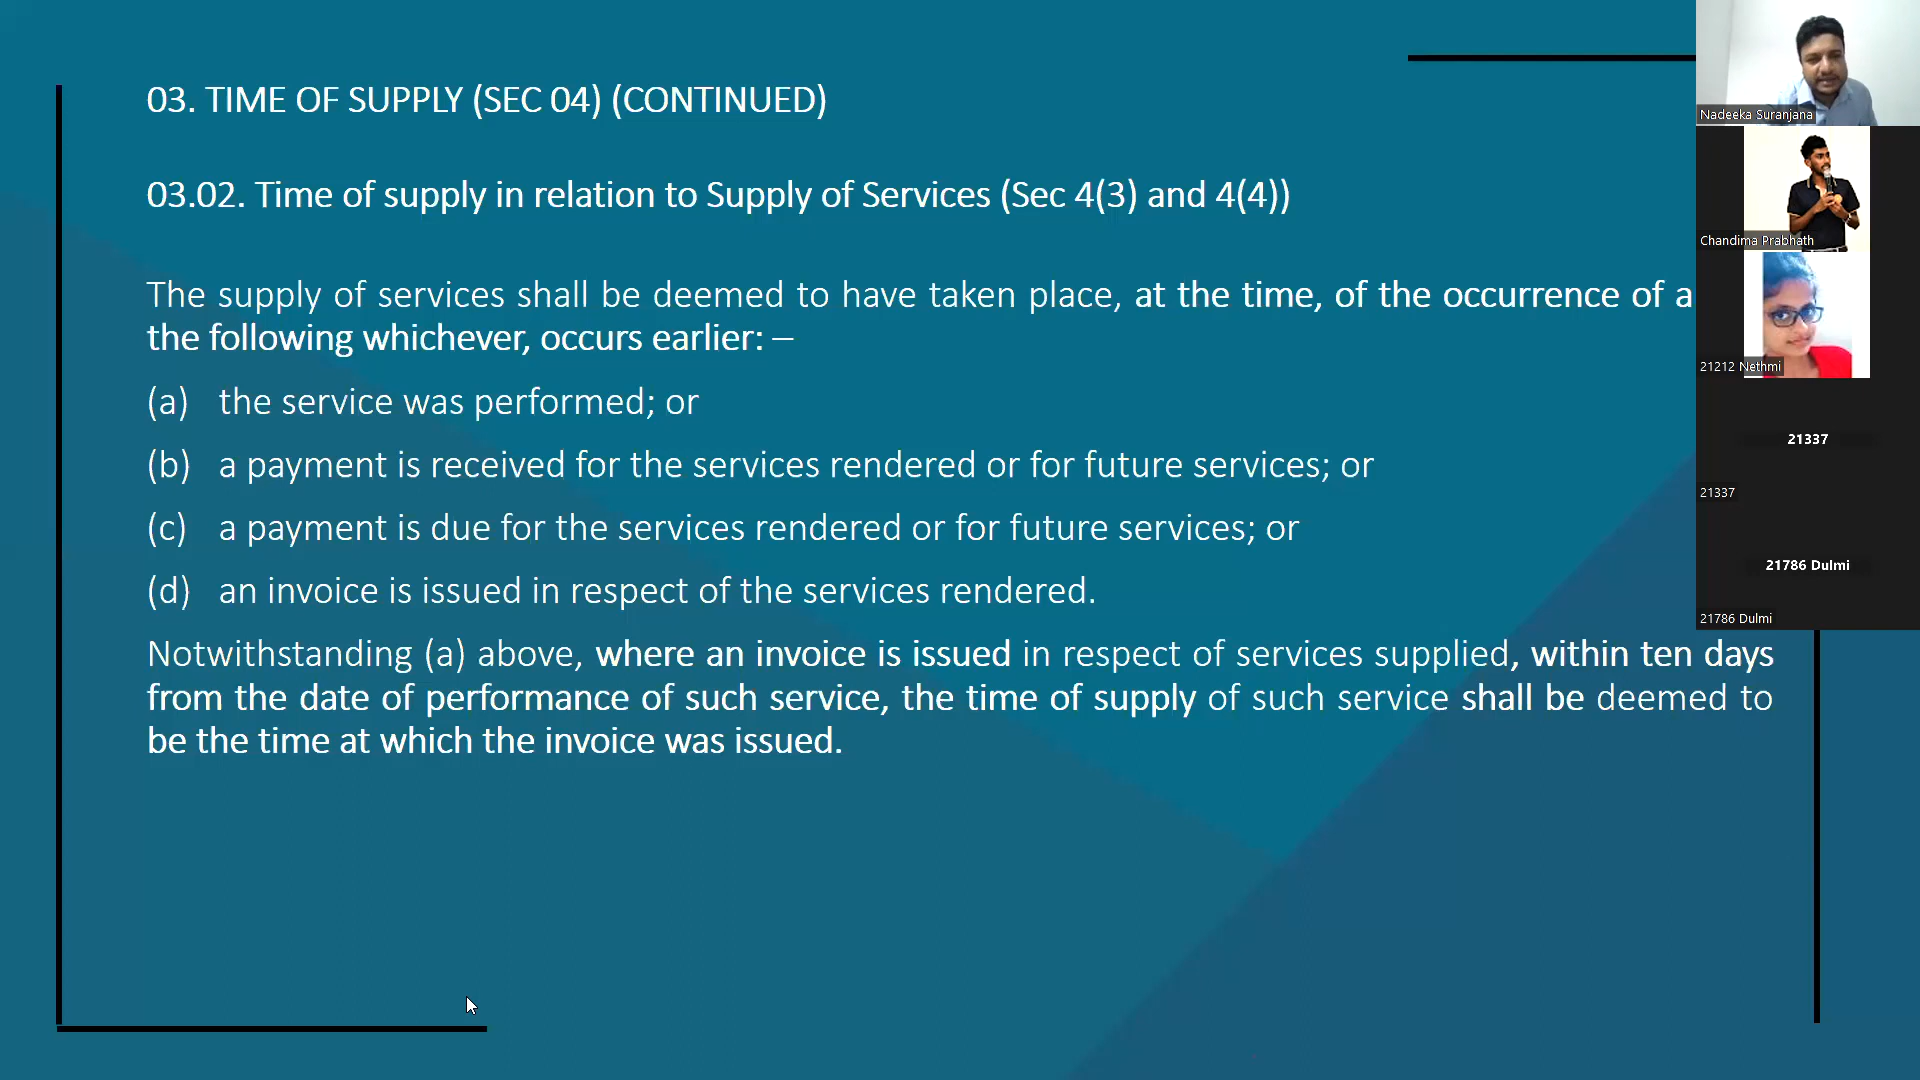 03. TIME OF SUPPLY (SEC 04) (CONTINUED)
03.02. Time of supply in relation to Supply of Services (Sec 4(3) and 4(4))
The supply of services shall be deemed to have taken place, at the time, of the occurrence of
the following whichever, occurs earlier: –
(a) the service was performed; or
(b) a payment is received for the services rendered or for future services; or
(c) a payment is due for the services rendered or for future services; or
(d) an invoice is issued in respect of the services rendered.
Notwithstanding (a) above, where an invoice is issued in respect of services supplied, within ten days
from the date of performance of such service, the time of supply of such service shall be deemed to
be the time at which the invoice was issued.
Nadeeka Suranjana
Chandima Prabhath
21212 Nethmi
21337
21337
21786 Dulmi
21786 Dulmi